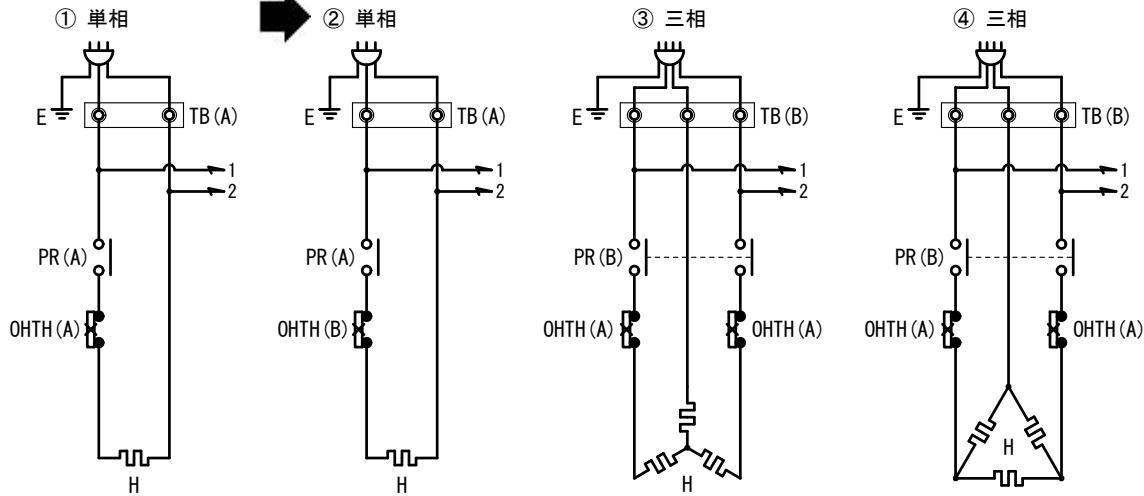 ① 単相
② 単相
③ 三相
④ 三相
E
TB(A)
E
TB(A)
E
TB(B)
E
TB(B)
1
1
1
1
2
2
2
2
PR(A)
PR(A)
PR(B)
PR(B)
OHTH(A)
OHTH(B)
OHTH(A)
OHTH(A)
OHTH(A)
OHTH(A)
H
H
H
H